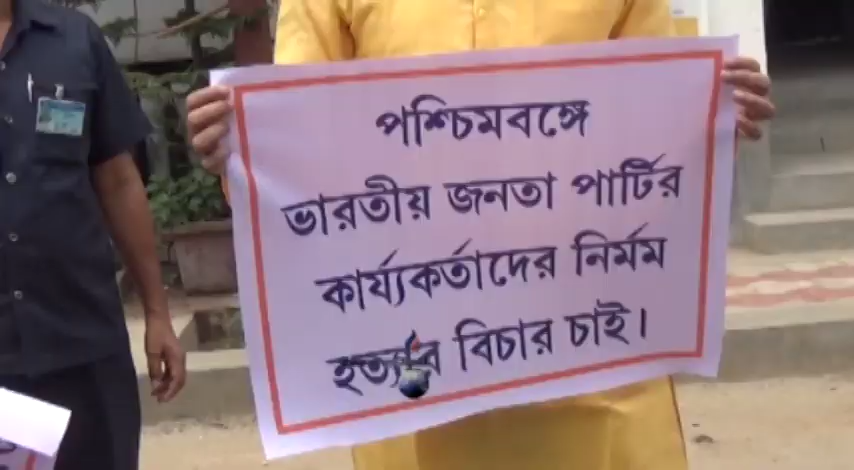 পশ্চিমবঙ্গে
ভারতীয় জনতা পার্টির
কার্য্যকর্তাদের নির্মম
হত্যার বিচার চাই।